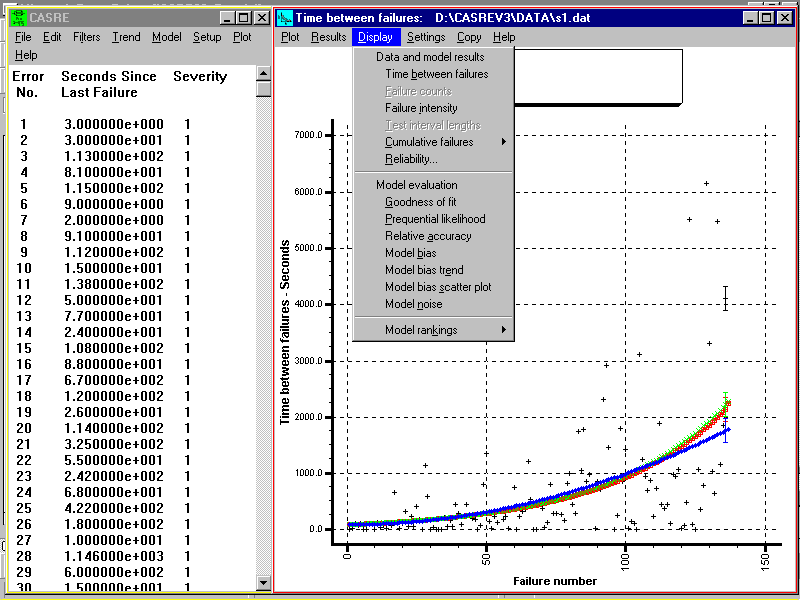 CASRE
File Edit Filters Trend Model Setup Plot
Help
Error Seconds Since Severity
No. Last Failure
1 3.000000e+000 1
2 3.000000e+001 1
3 1.130000e+002 1
4 8.100000e+001 1
5 1.150000e+002 1
6 9.000000e+000 1
7 2.000000e+000 1
8 9.100000e+001 1
9 1.120000e+002 1
10 1.500000e+001 1
11 1.380000e+002 1
12 5.000000e+001 1
13 7.700000e+001 1
14 2.400000e+001 1
15 1.080000e+002 1
16 8.800000e+001 1
17 6.700000e+002 1
18 1.200000e+002 1
19 2.600000e+001 1
20 1.140000e+002 1
21 3.250000e+002 1
22 5.500000e+001 1
23 2.420000e+002 1
24 6.800000e+001 1
25 4.220000e+002 1
26 1.800000e+002 1
27 1.000000e+001 1
28 1.146000e+003 1
29 6.000000e+002 1
30 1.500000e+001 1
Time between failures: D:\CASREV3\DATA\s1.dat
Plot Results Display Settings Copy Help
Data and model results
Time between failures
Failure counts
Failure intensity
Test interval lengths
Cumulative failures
Reliability...
Model evaluation
Goodness of fit
Prequential likelihood
Relative accuracy
Model bias
Model bias trend
Model bias scatter plot
Model noise
Model rankings
Time between failures - Seconds
7000.0
6000.0
5000.0
4000.0
3000.0
2000.0
1000.0
0.0
0 50 100 150
Failure number